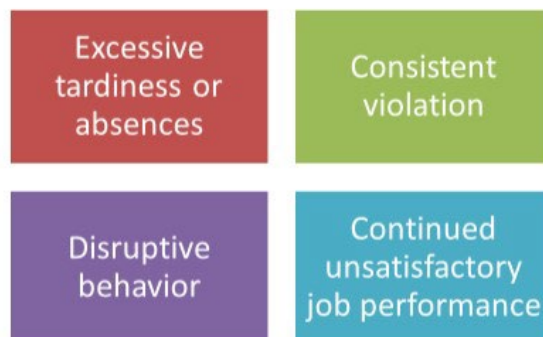 Excessive
tardiness or
absences
Consistent
violation
Disruptive
behavior
Continued
unsatisfactory
job performance